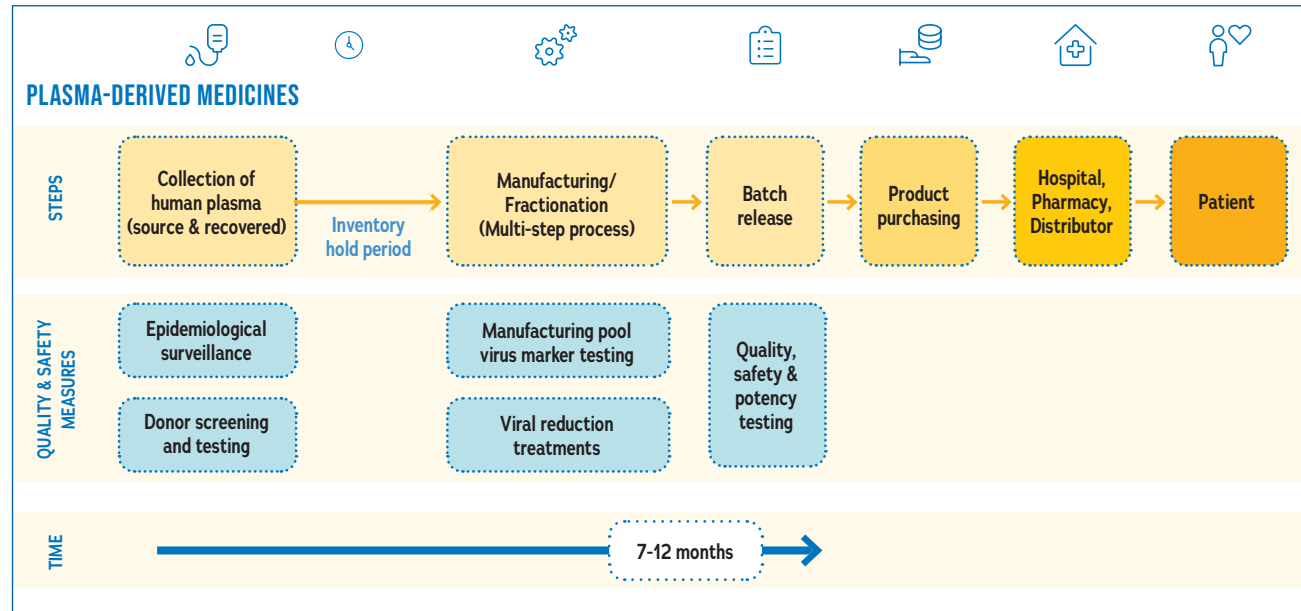 PLASMA-DERIVED MEDICINES
STEPS
Collection of
human plasma
(source & recovered)
Inventory
hold period
Manufacturing/
Fractionation
(Multi-step process)
Batch
release
Product
purchasing
Hospital,
Pharmacy,
Distributor
Patient
QUALITY & SAFETY
MEASURES
Epidemiological
surveillance
Donor screening
and testing
Manufacturing pool
virus marker testing
Viral reduction
treatments
Quality,
safety &
potency
testing
TIME
7-12 months